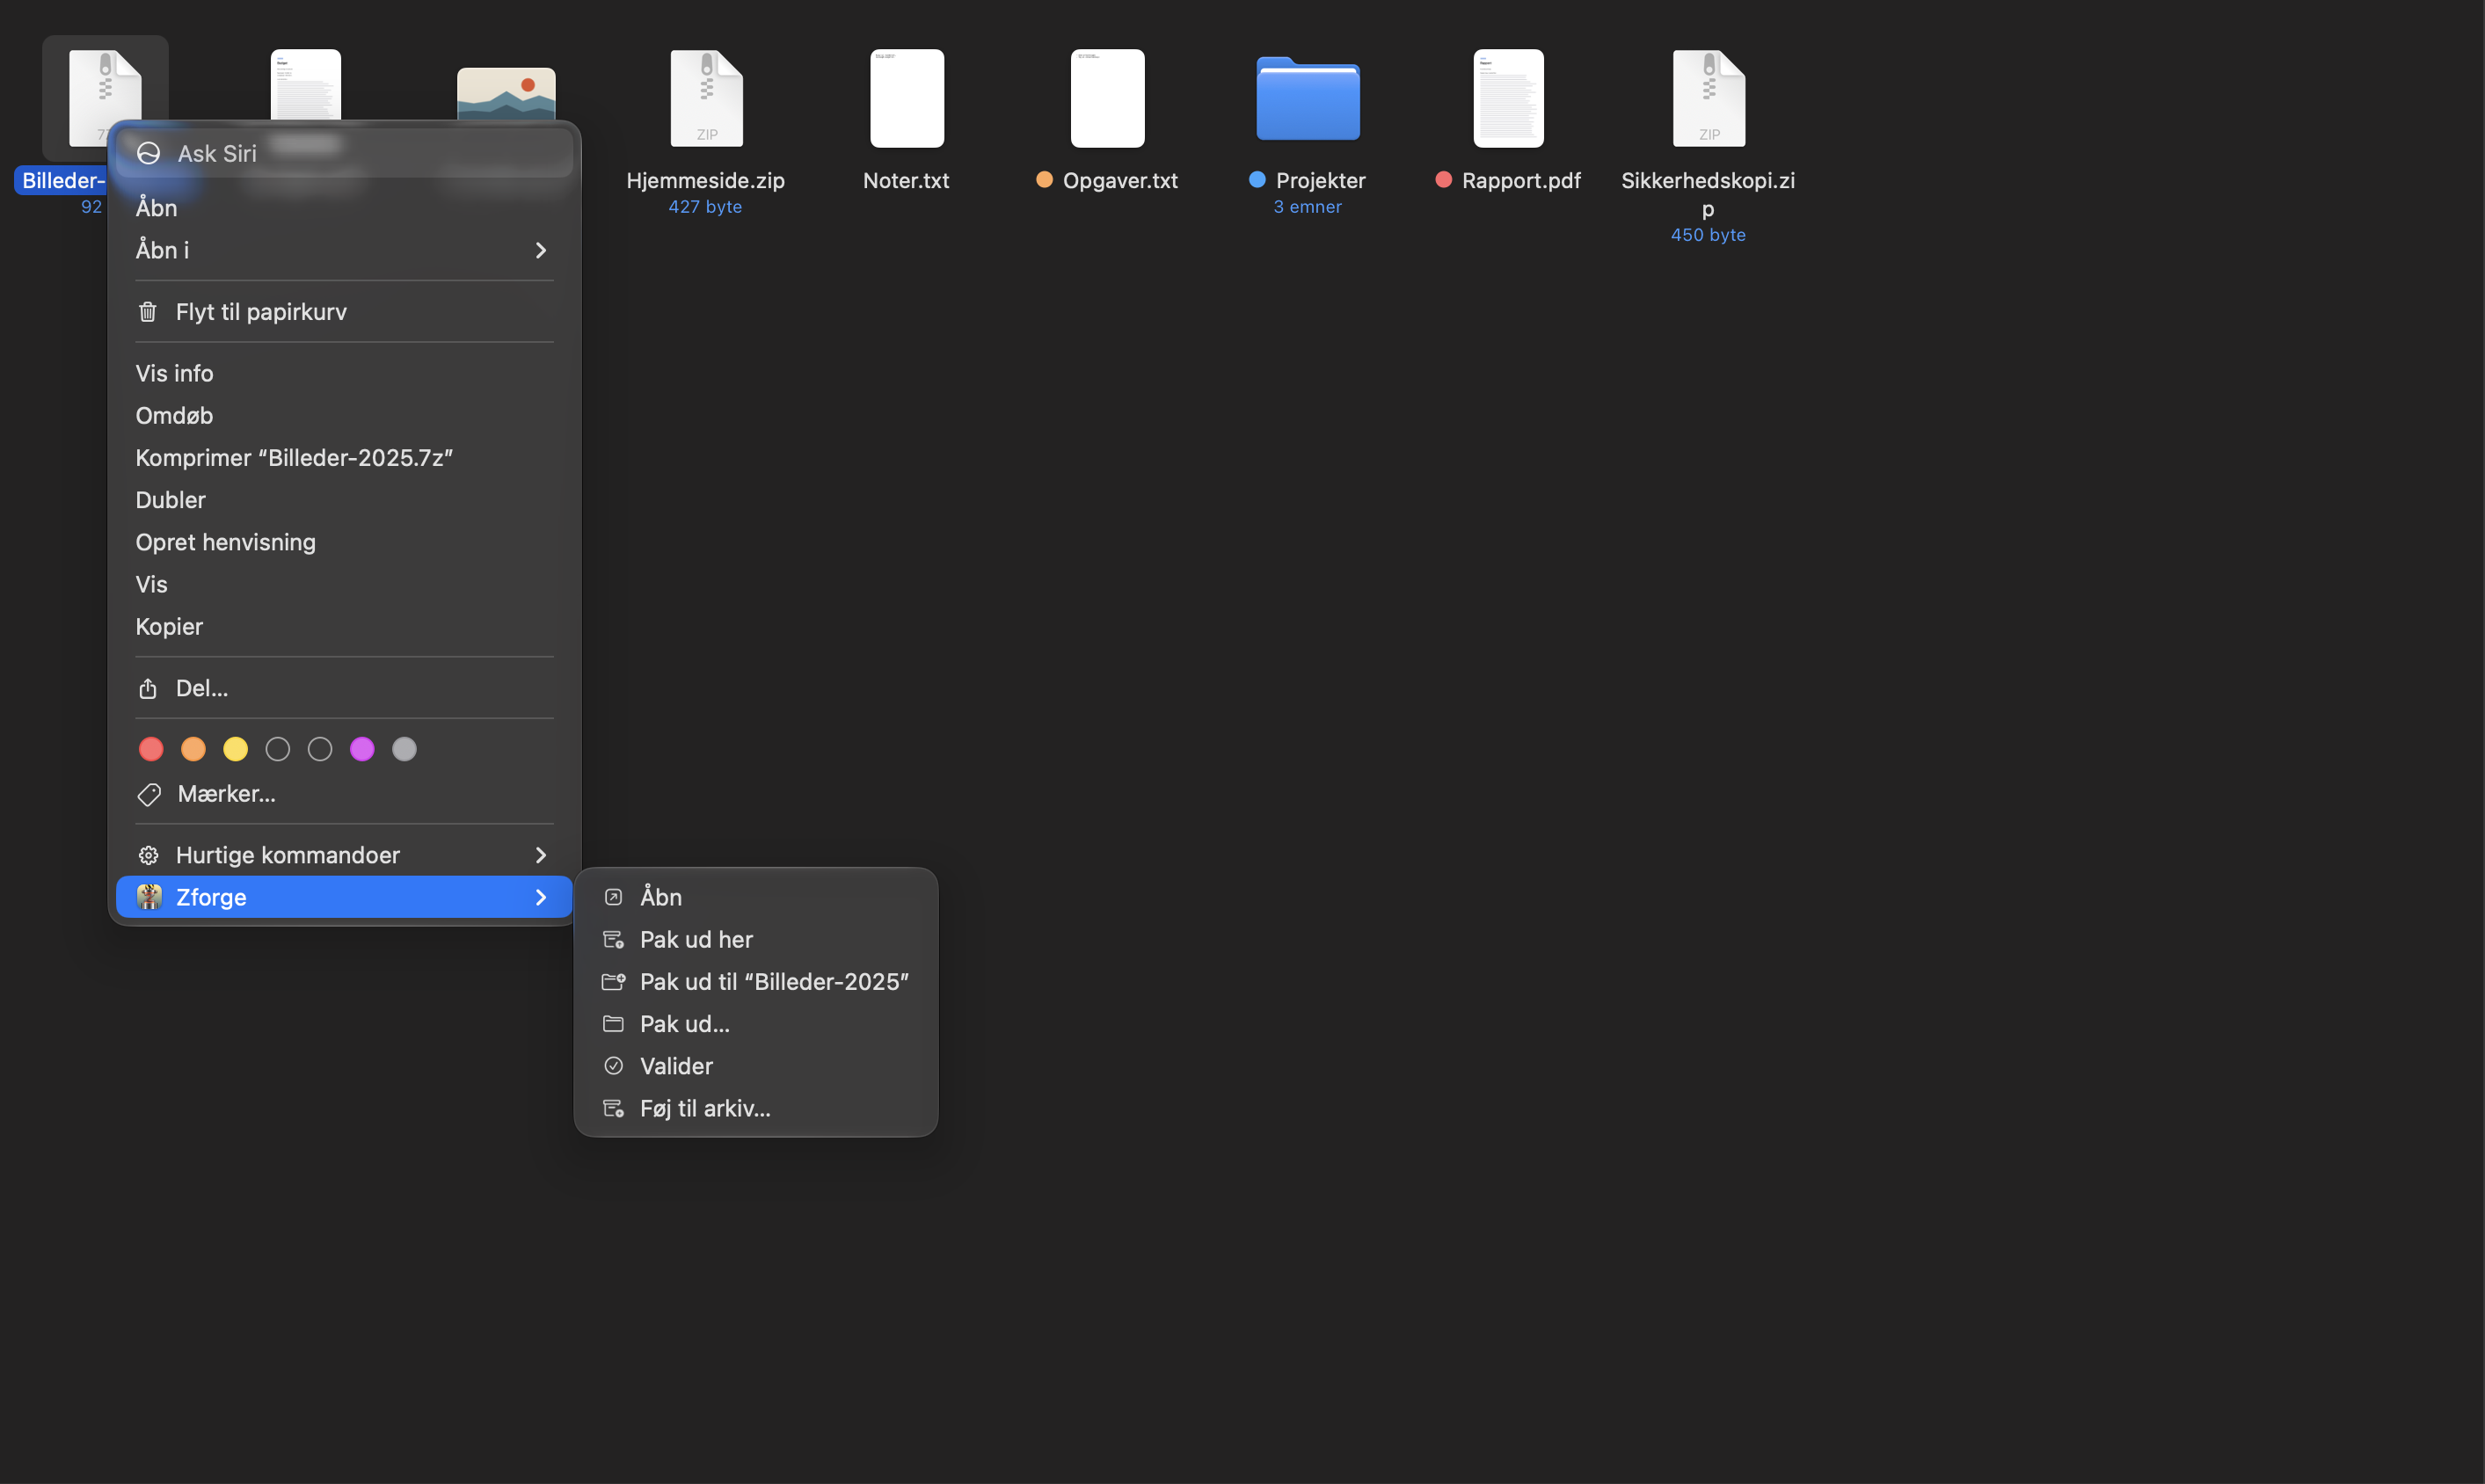 Billeder-
92
Hjemmeside.zip
427 byte
Noter.txt
Opgaver.txt
Projekter
3 emner
Rapport.pdf
Sikkerhedskopi.zi
p
450 byte
ZIP
ZIP
Ask Siri
Åbn
Åbn i
Flyt til papirkurv
Vis info
Omdøb
Komprimer “Billeder-2025.7z”
Dubler
Opret henvisning
Vis
Kopier
Del...
Mærker...
Hurtige kommandoer
Zforge
Åbn
Pak ud her
Pak ud til “Billeder-2025”
Pak ud...
Valider
Føj til arkiv...